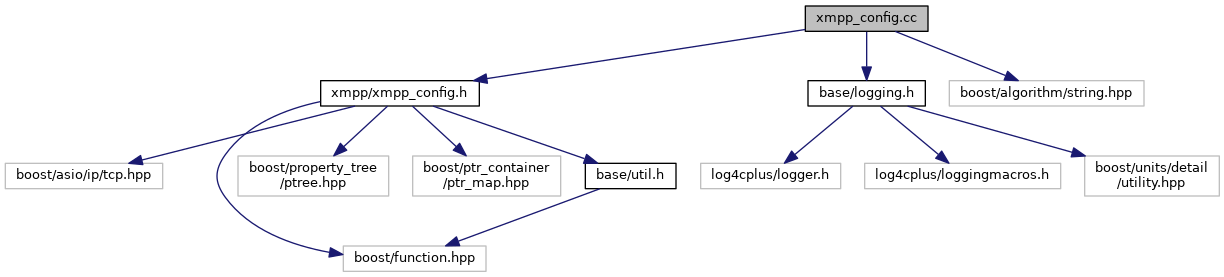 xmpp_config.cc
xmpp/xmpp_config.h
base/logging.h
boost/algorithm/string.hpp
boost/asio/ip/tcp.hpp
boost/property_tree
/ptree.hpp
boost/ptr_container
/ptr_map.hpp
base/util.h
log4cplus/logger.h
log4cplus/loggingmacros.h
boost/units/detail
/utility.hpp
boost/function.hpp